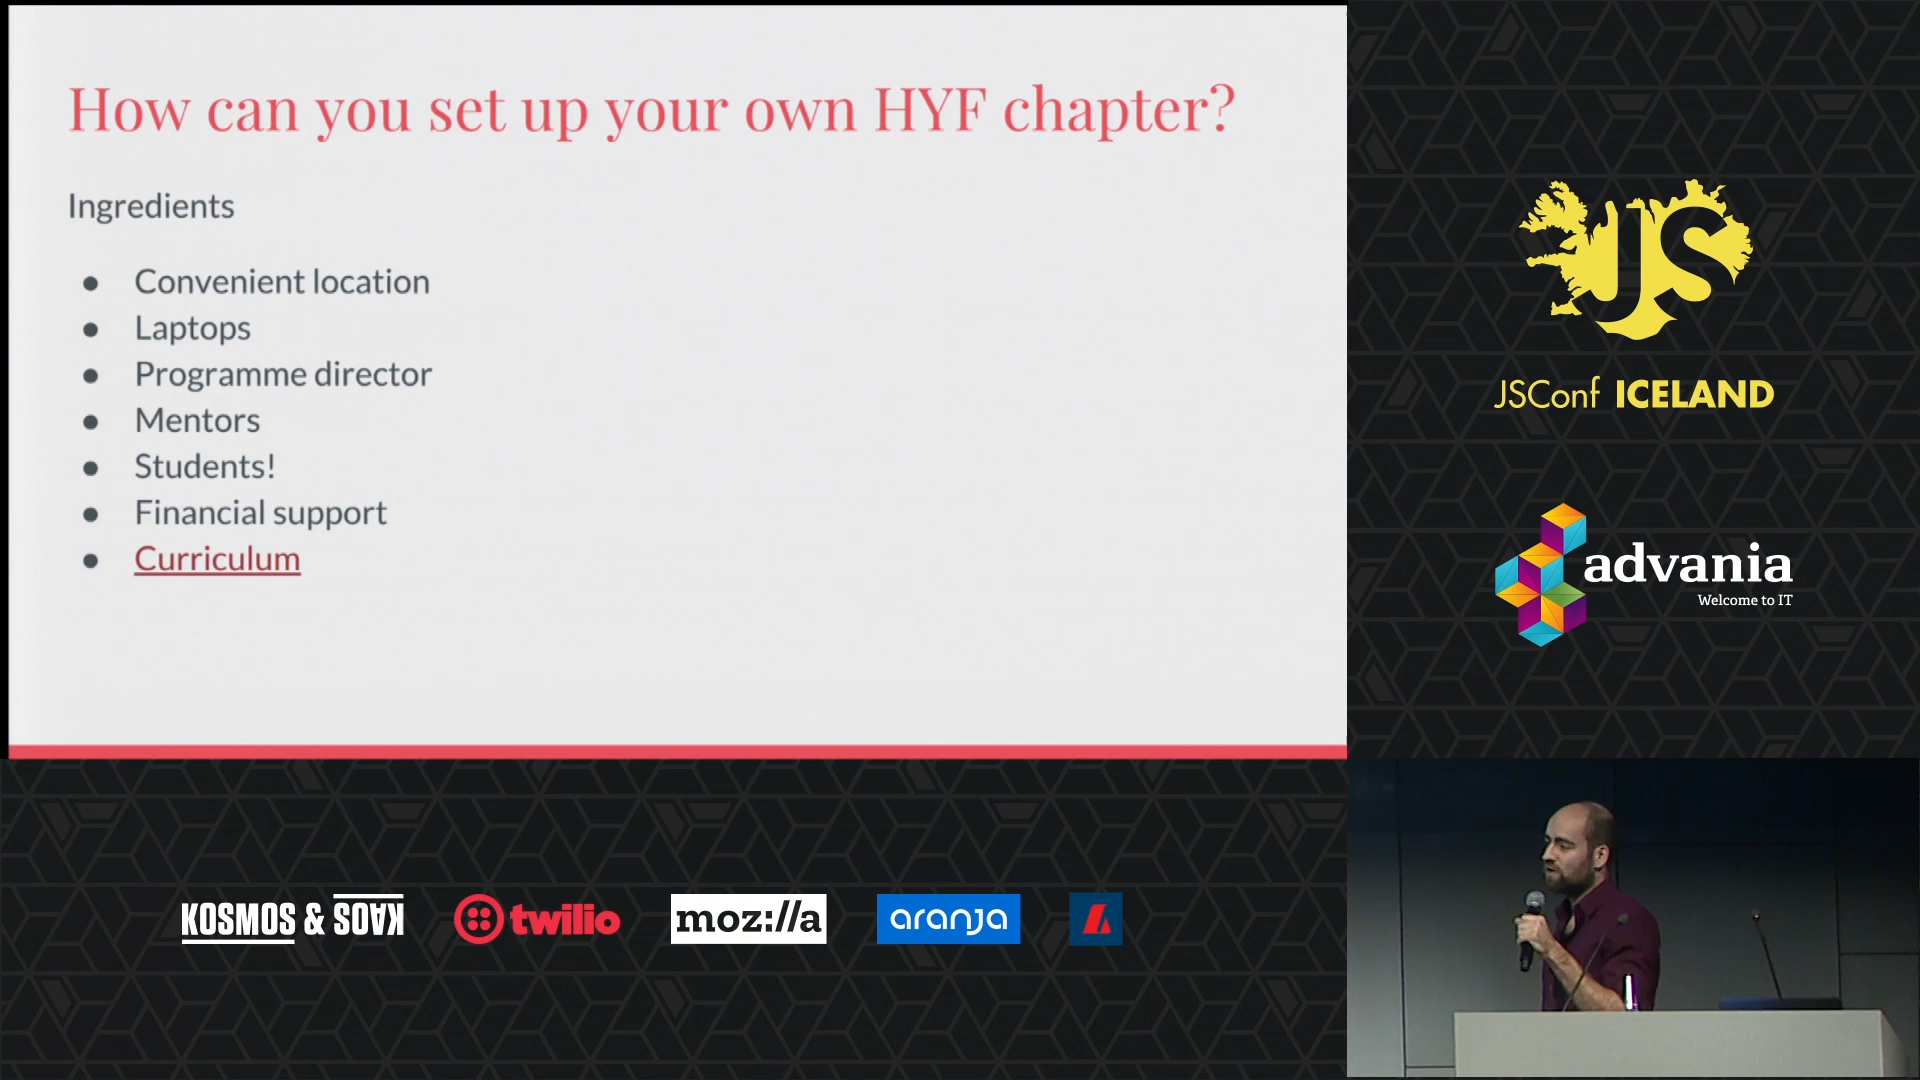 How can you set up your own HYF chapter?
Ingredients
● Convenient location
● Laptops
● Programme director
● Mentors
● Students!
● Financial support
● Curriculum
JS
JSConf ICELAND
advania
Welcome to IT
KOSMOS & KAOS
twilio
moz://a
aranja